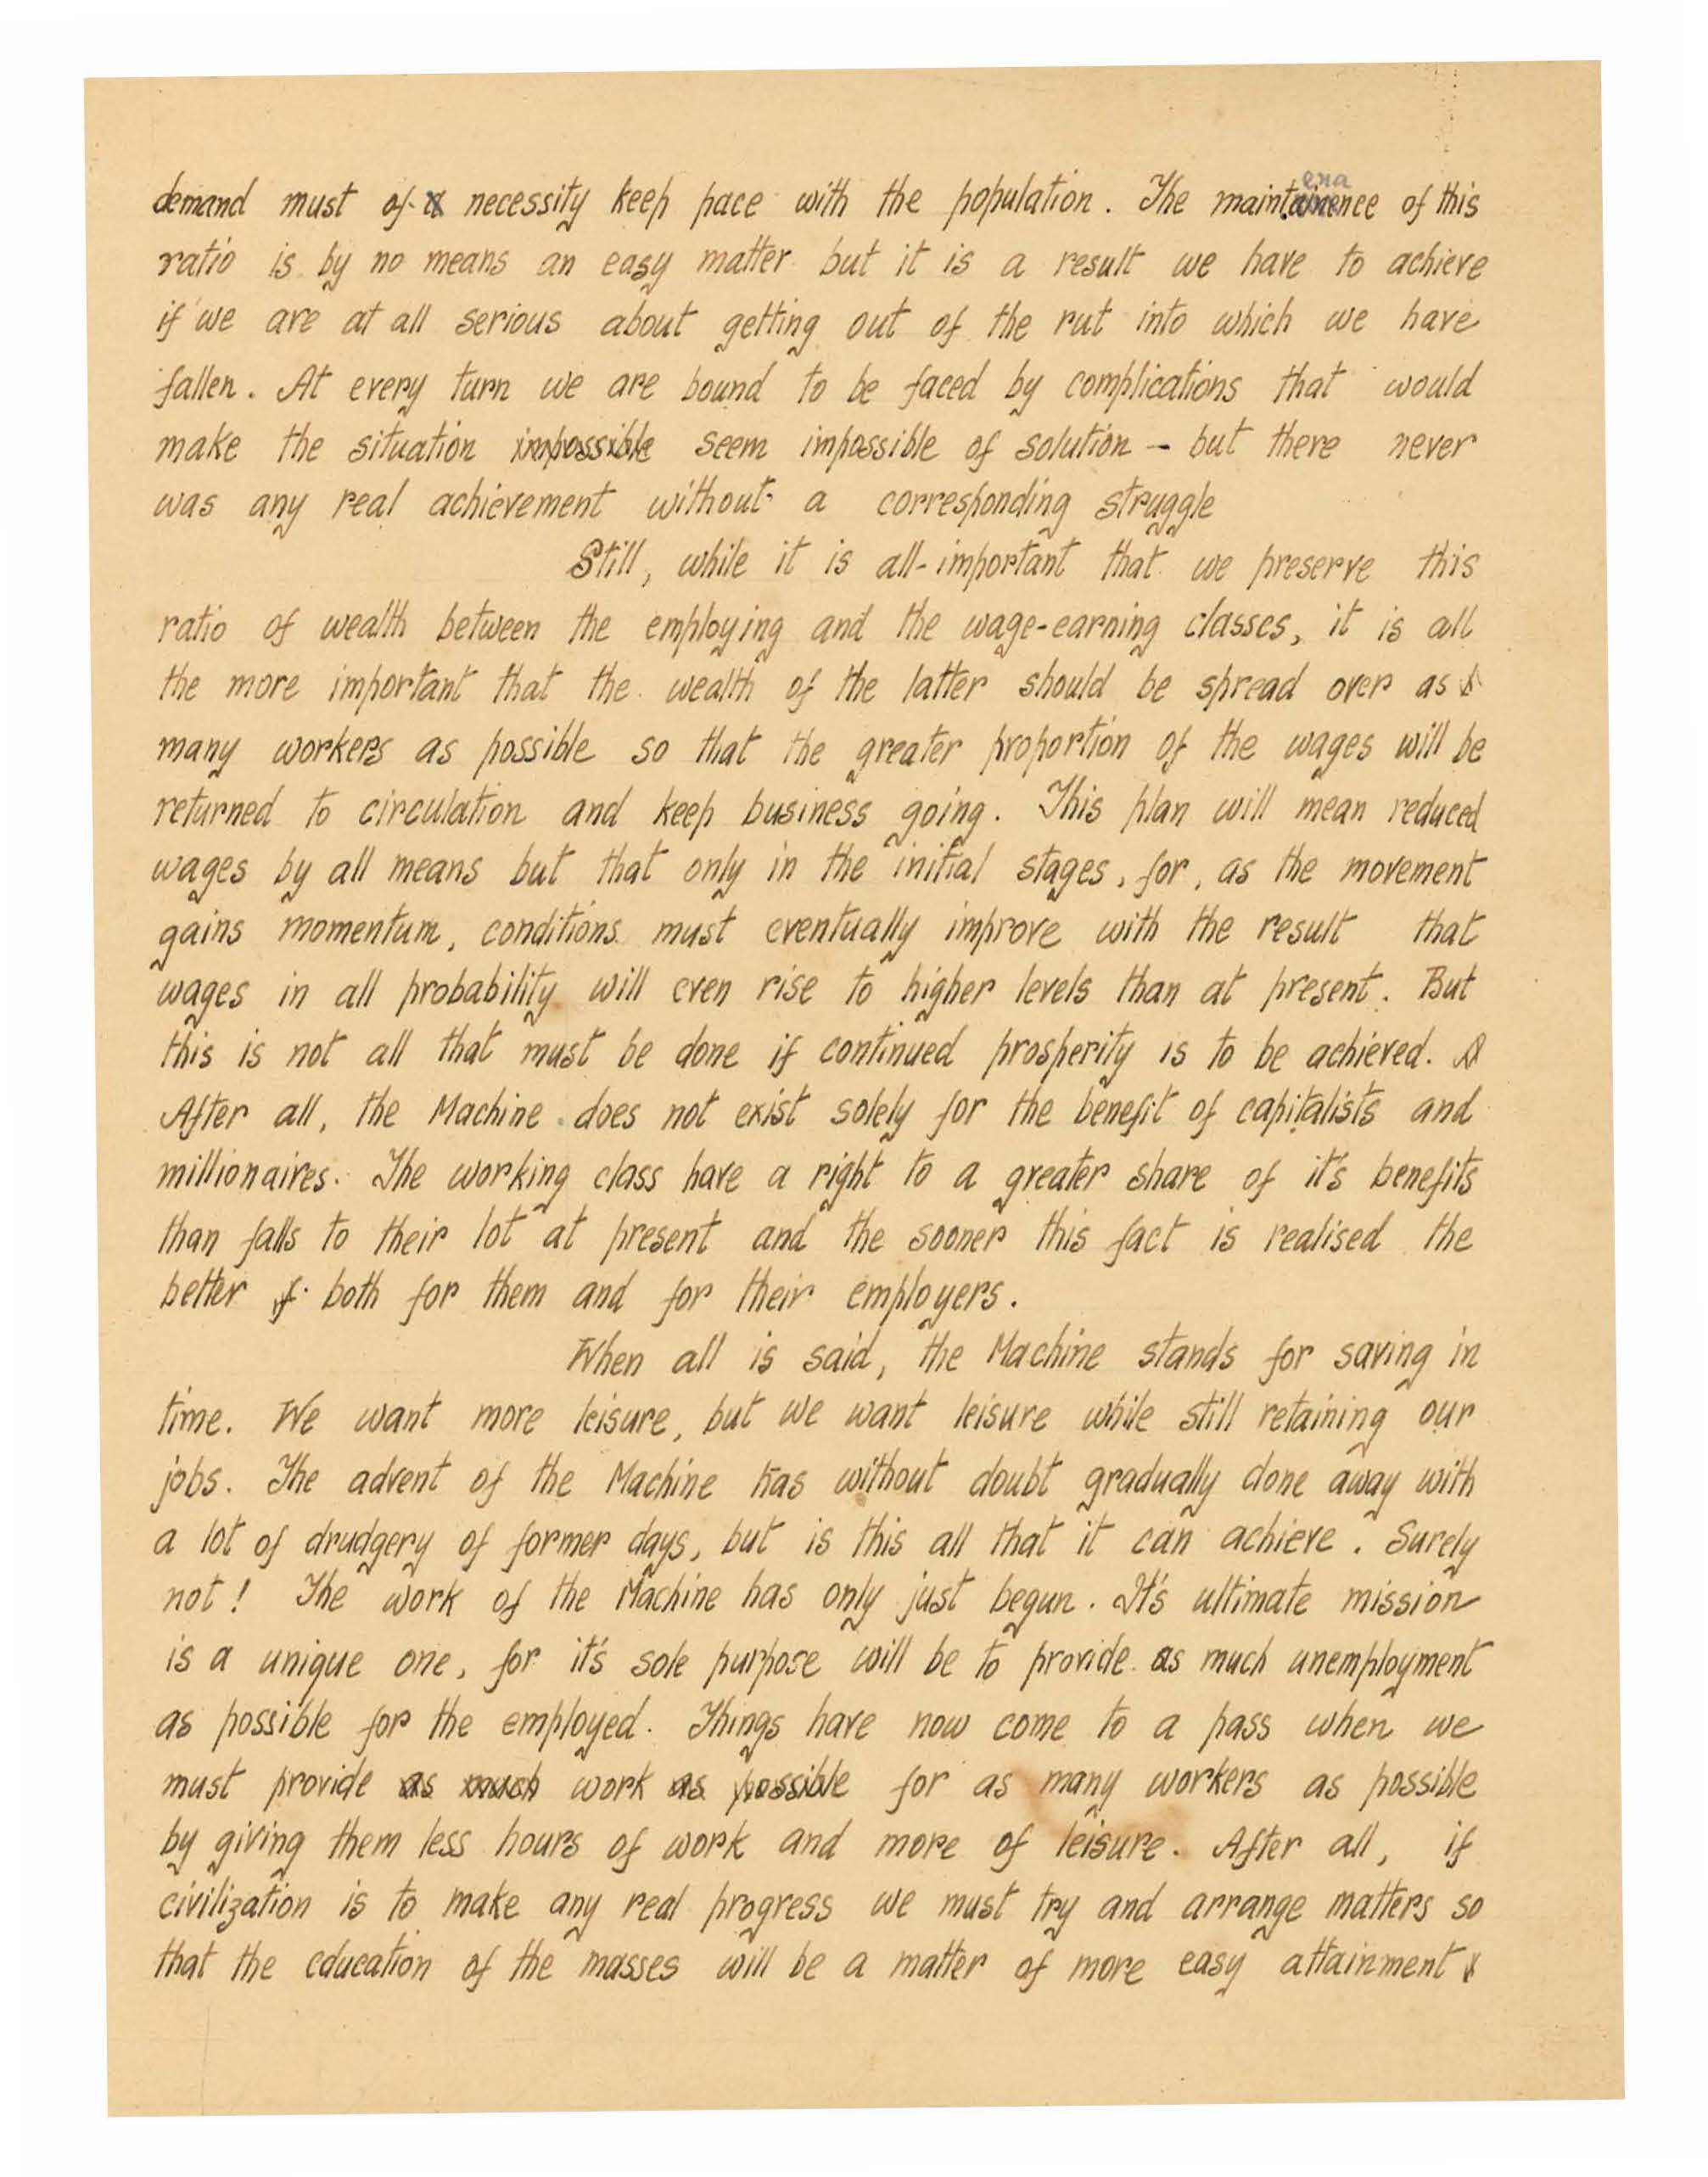 demand must of a necessity keep pace with the population. The maintainence of this
ena
ratio is by no means an easy matter but it is a result we have to achieve
if we are at all serious about getting out of the rut into which we have
fallen. At every turn we are bound to be faced by complications that would
make the situation impossible seem impossible of solution – but there never
was any real achievement without a corresponding struggle
Still, while it is all-important that we preserve this
ratio of wealth between the employing and the wage-earning classes, it is all
the more important that the wealth of the latter should be spread over as
many workers as possible so that the greater proportion of the wages will be
returned to circulation and keep business going. This plan will mean reduced
wages by all means but that only in the initial stages, for, as the movement
gains momentum, conditions must eventually improve with the result that
wages in all probability will even rise to higher levels than at present. But
this is not all that must be done if continued prosperity is to be achieved.
After all, the Machine does not exist solely for the benefit of capitalists and
millionaires. The working class have a right to a greater share of it's benefits
than falls to their lot at present and the sooner this fact is realised the
better f both for them and for their employers.
When all is said, the Machine stands for saving in
time. We want more leisure, but we want leisure while still retaining our
jobs. The advent of the Machine has without doubt gradually done away with
a lot of drudgery of former days, but is this all that it can achieve. Surely
not! The work of the Machine has only just begun. It's ultimate mission
is a unique one, for it's sole purpose will be to provide as much unemployment
as possible for the employed. Things have now come to a pass when we
must provide as much work as possible for as many workers as possible
by giving them less hours of work and more of leisure. After all, if
civilization is to make any real progress we must try and arrange matters so
that the education of the masses will be a matter of more easy attainment